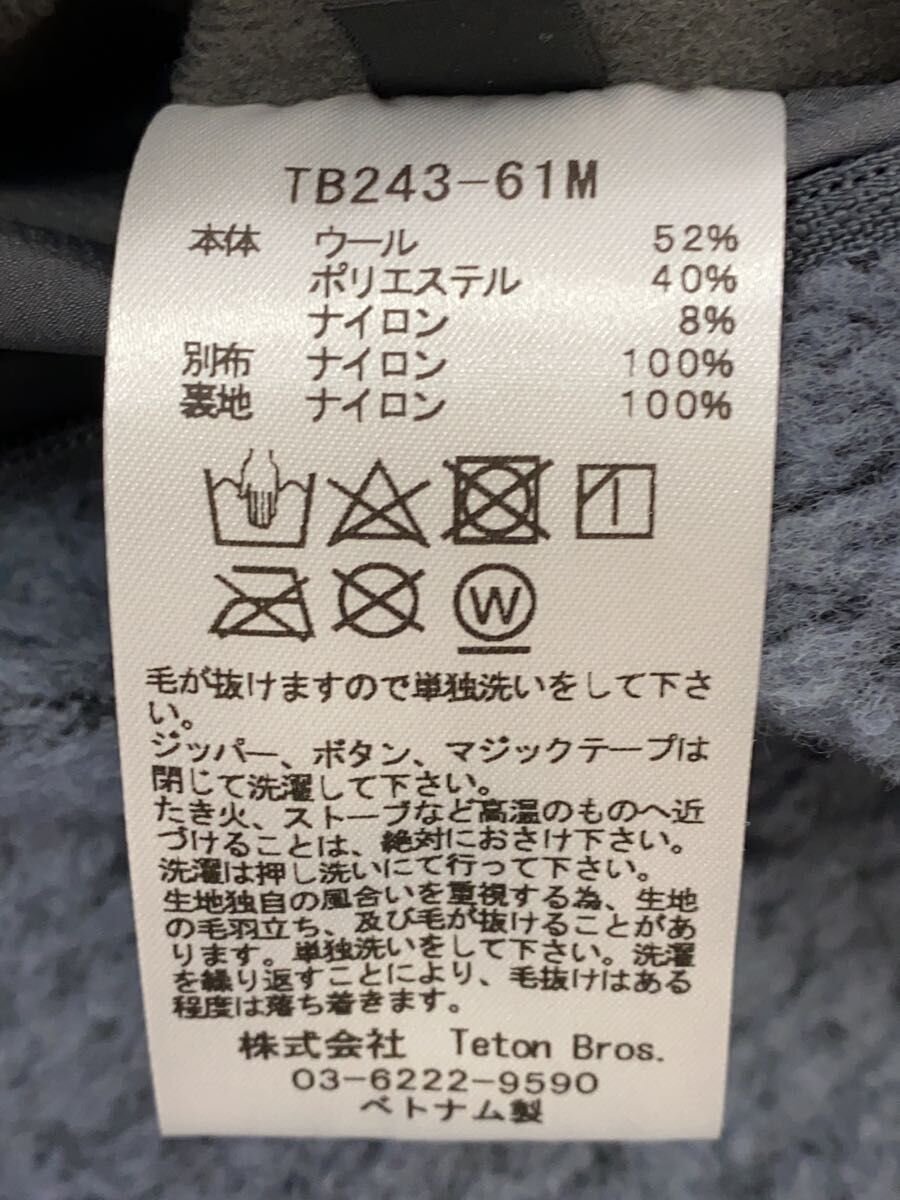 TB243-61M
本体 ウール 52%
ポリエステル 40%
ナイロン 8%
別布 ナイロン 100%
裏地 ナイロン 100%
W
毛が抜けますので単独洗いをして下さ
い。
ジッパー、ボタン、マジックテープは
閉じて洗濯して下さい。
たき火、ストーブなど高温のものへ近
づけることは、絶対におさけ下さい。
洗濯は押し洗いにて行って下さい。
生地独自の風合いを重視する為、生地
の毛羽立ち、及び毛が抜けることがあ
ります。単独洗いをして下さい。洗濯
を繰り返すことにより、毛抜けはある
程度は落ち着きます。
株式会社 Teton Bros.
03-6222-9590
ベトナム製